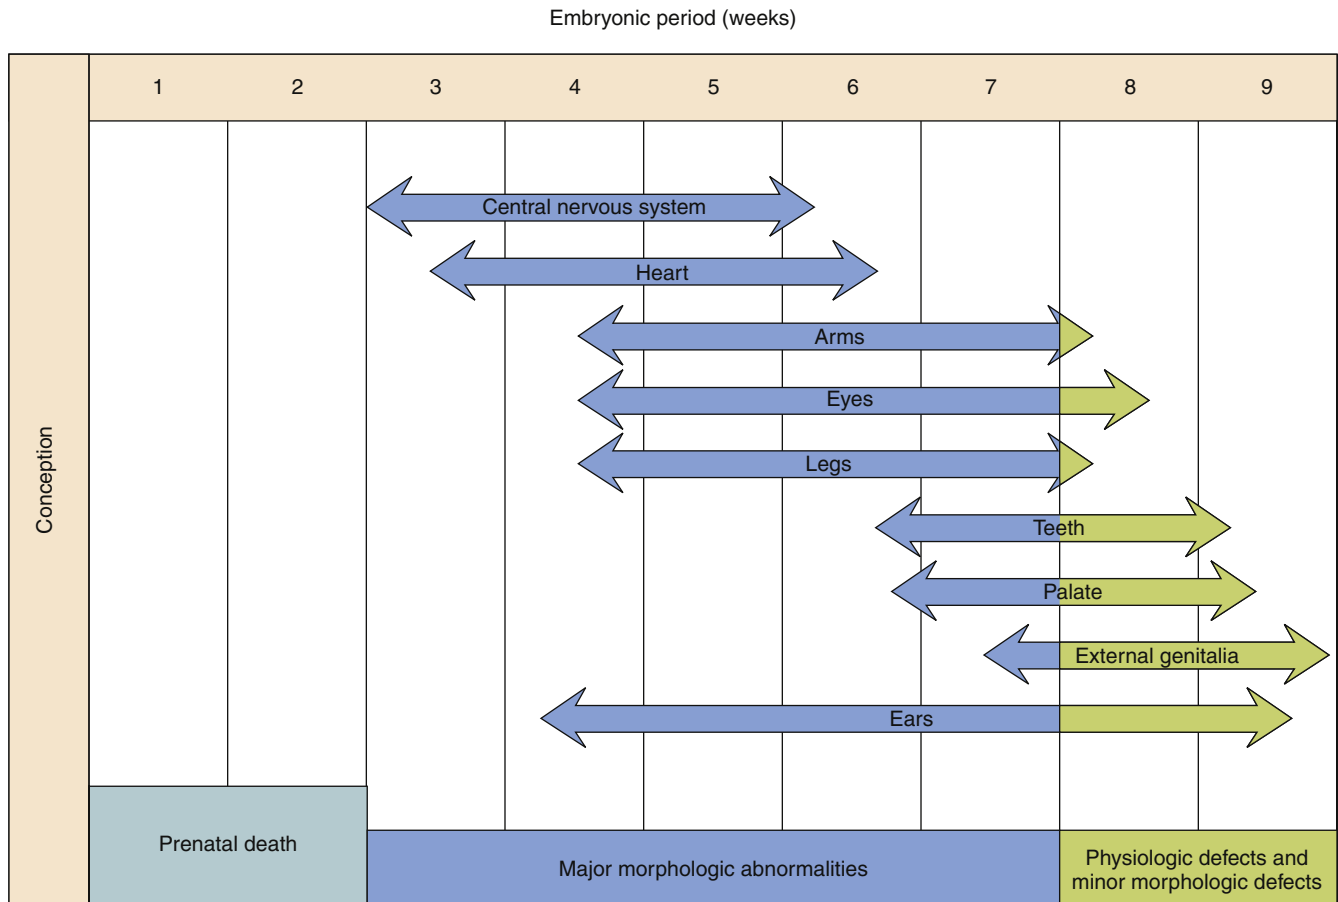 Embryonic period (weeks)
1 2 3 4 5 6 7 8 9
Conception
Central nervous system
Heart
Arms
Eyes
Legs
Teeth
Palate
External genitalia
Ears
Prenatal death
Major morphologic abnormalities
Physiologic defects and
minor morphologic defects